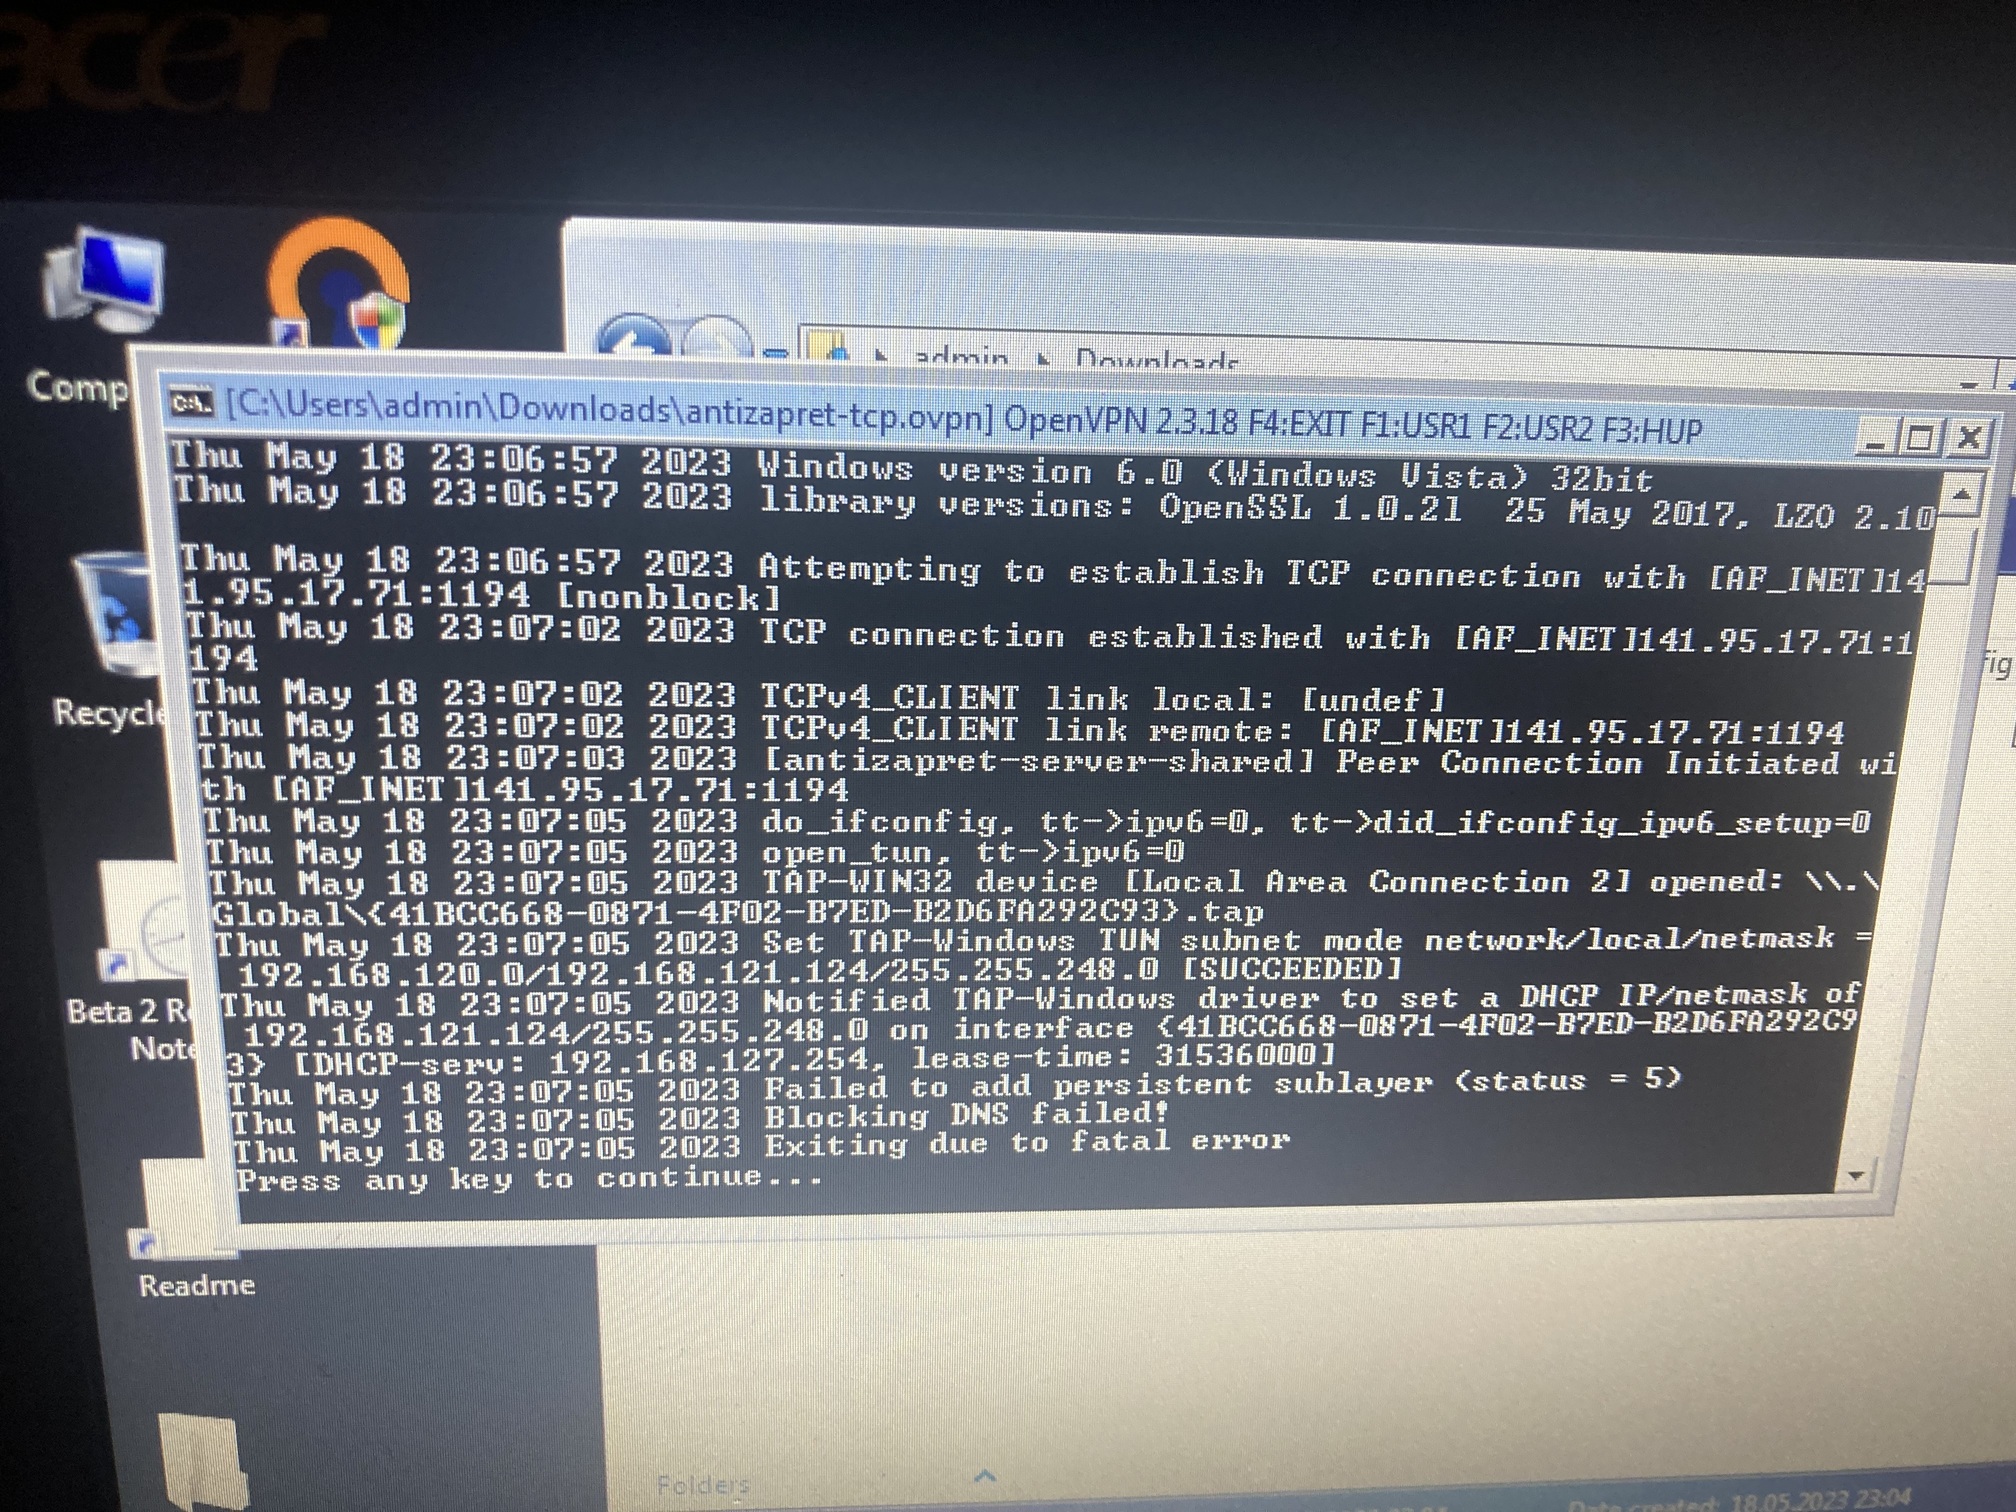 acer
admin ▸ Downloads
Comp
[C:\Users\admin\Downloads\antizapret-tcp.ovpn] OpenVPN 2.3.18 F4:EXIT F1:USR1 F2:USR2 F3:HUP
Thu May 18 23:06:57 2023 Windows version 6.0 (Windows Vista) 32bit
Thu May 18 23:06:57 2023 library versions: OpenSSL 1.0.2l  25 May 2017, LZO 2.10
Thu May 18 23:06:57 2023 Attempting to establish TCP connection with [AF_INET]14
1.95.17.71:1194 [nonblock]
Thu May 18 23:07:02 2023 TCP connection established with [AF_INET]141.95.17.71:1
194
Thu May 18 23:07:02 2023 TCPv4_CLIENT link local: [undef]
Thu May 18 23:07:02 2023 TCPv4_CLIENT link remote: [AF_INET]141.95.17.71:1194
Thu May 18 23:07:03 2023 [antizapret-server-shared] Peer Connection Initiated wi
th [AF_INET]141.95.17.71:1194
Thu May 18 23:07:05 2023 do_ifconfig, tt->ipv6=0, tt->did_ifconfig_ipv6_setup=0
Thu May 18 23:07:05 2023 open_tun, tt->ipv6=0
Thu May 18 23:07:05 2023 TAP-WIN32 device [Local Area Connection 2] opened: \\.\
Global\{41BCC668-0871-4F02-B7ED-B2D6FA292C93}.tap
Thu May 18 23:07:05 2023 Set TAP-Windows TUN subnet mode network/local/netmask =
192.168.120.0/192.168.121.124/255.255.248.0 [SUCCEEDED]
Thu May 18 23:07:05 2023 Notified TAP-Windows driver to set a DHCP IP/netmask of
192.168.121.124/255.255.248.0 on interface {41BCC668-0871-4F02-B7ED-B2D6FA292C9
3} [DHCP-serv: 192.168.127.254, lease-time: 31536000]
Thu May 18 23:07:05 2023 Failed to add persistent sublayer (status = 5)
Thu May 18 23:07:05 2023 Blocking DNS failed!
Thu May 18 23:07:05 2023 Exiting due to fatal error
Press any key to continue...
fig
Recycle
Beta 2 Re
Note
Readme
Folders
Date created: 18.05.2023 23:04